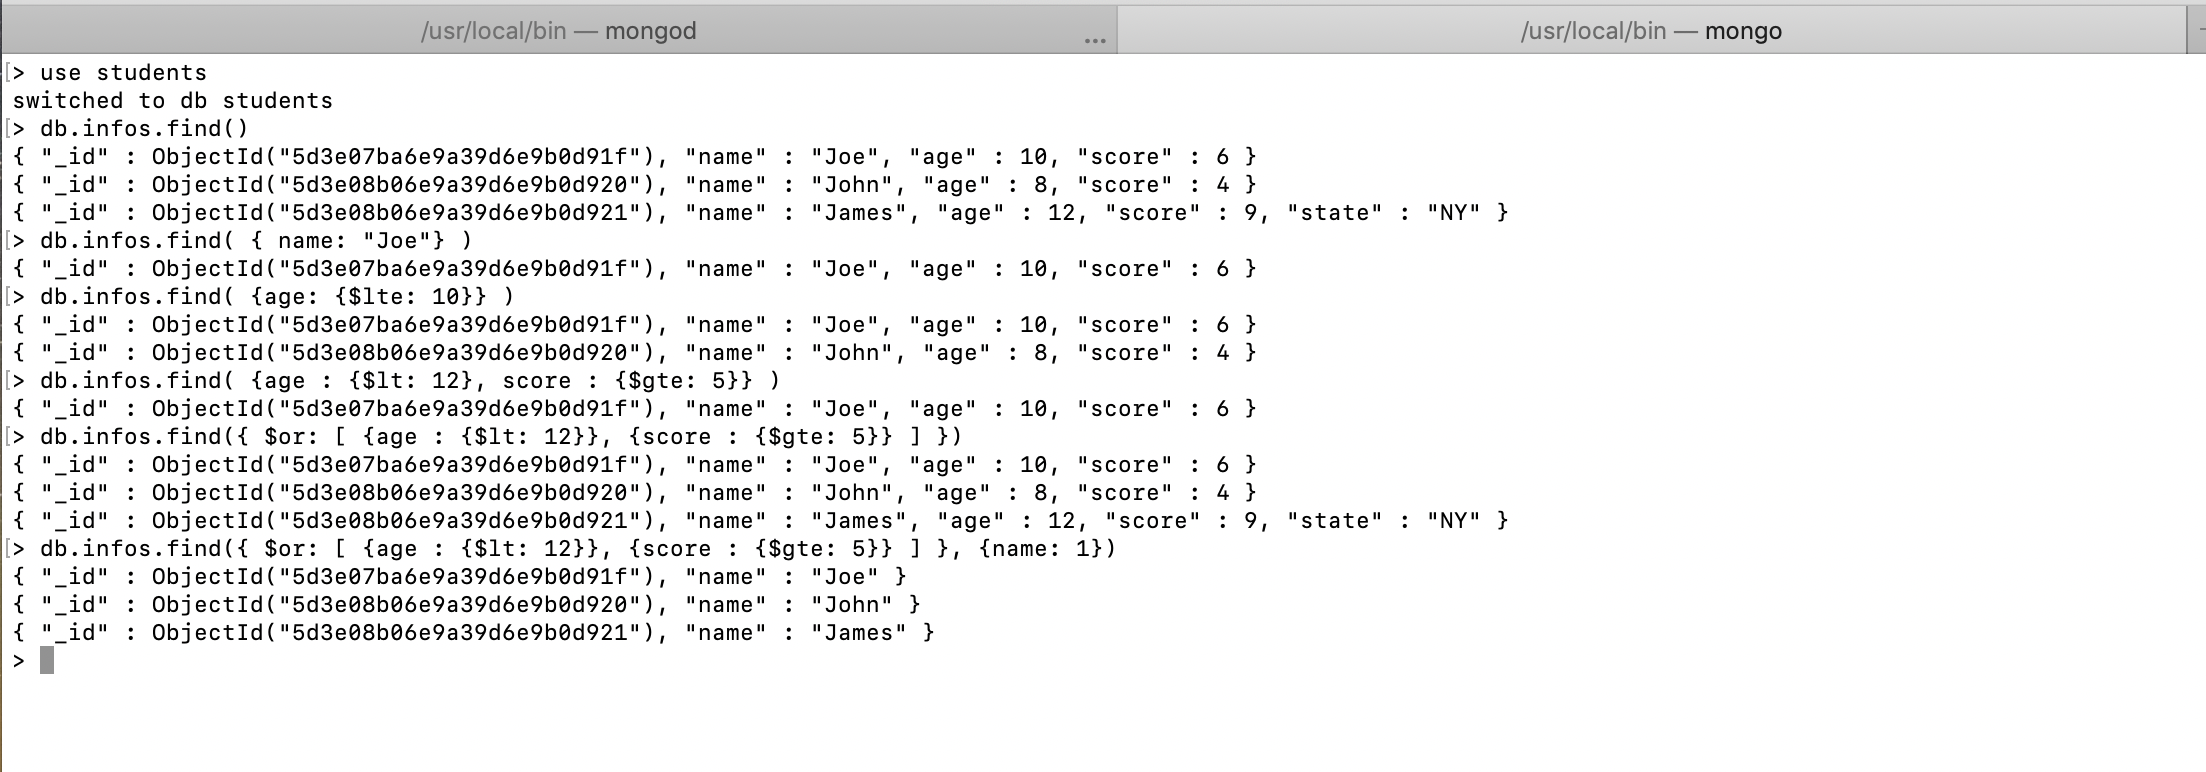 /usr/local/bin — mongod ... /usr/local/bin — mongo
[> use students
switched to db students
[> db.infos.find()
{ "_id" : ObjectId("5d3e07ba6e9a39d6e9b0d91f"), "name" : "Joe", "age" : 10, "score" : 6 }
{ "_id" : ObjectId("5d3e08b06e9a39d6e9b0d920"), "name" : "John", "age" : 8, "score" : 4 }
{ "_id" : ObjectId("5d3e08b06e9a39d6e9b0d921"), "name" : "James", "age" : 12, "score" : 9, "state" : "NY" }
[> db.infos.find( { name: "Joe"} )
{ "_id" : ObjectId("5d3e07ba6e9a39d6e9b0d91f"), "name" : "Joe", "age" : 10, "score" : 6 }
[> db.infos.find( {age: {$lte: 10}} )
{ "_id" : ObjectId("5d3e07ba6e9a39d6e9b0d91f"), "name" : "Joe", "age" : 10, "score" : 6 }
{ "_id" : ObjectId("5d3e08b06e9a39d6e9b0d920"), "name" : "John", "age" : 8, "score" : 4 }
[> db.infos.find( {age : {$lt: 12}, score : {$gte: 5}} )
{ "_id" : ObjectId("5d3e07ba6e9a39d6e9b0d91f"), "name" : "Joe", "age" : 10, "score" : 6 }
[> db.infos.find({ $or: [ {age : {$lt: 12}}, {score : {$gte: 5}} ] })
{ "_id" : ObjectId("5d3e07ba6e9a39d6e9b0d91f"), "name" : "Joe", "age" : 10, "score" : 6 }
{ "_id" : ObjectId("5d3e08b06e9a39d6e9b0d920"), "name" : "John", "age" : 8, "score" : 4 }
{ "_id" : ObjectId("5d3e08b06e9a39d6e9b0d921"), "name" : "James", "age" : 12, "score" : 9, "state" : "NY" }
[> db.infos.find({ $or: [ {age : {$lt: 12}}, {score : {$gte: 5}} ] }, {name: 1})
{ "_id" : ObjectId("5d3e07ba6e9a39d6e9b0d91f"), "name" : "Joe" }
{ "_id" : ObjectId("5d3e08b06e9a39d6e9b0d920"), "name" : "John" }
{ "_id" : ObjectId("5d3e08b06e9a39d6e9b0d921"), "name" : "James" }
>